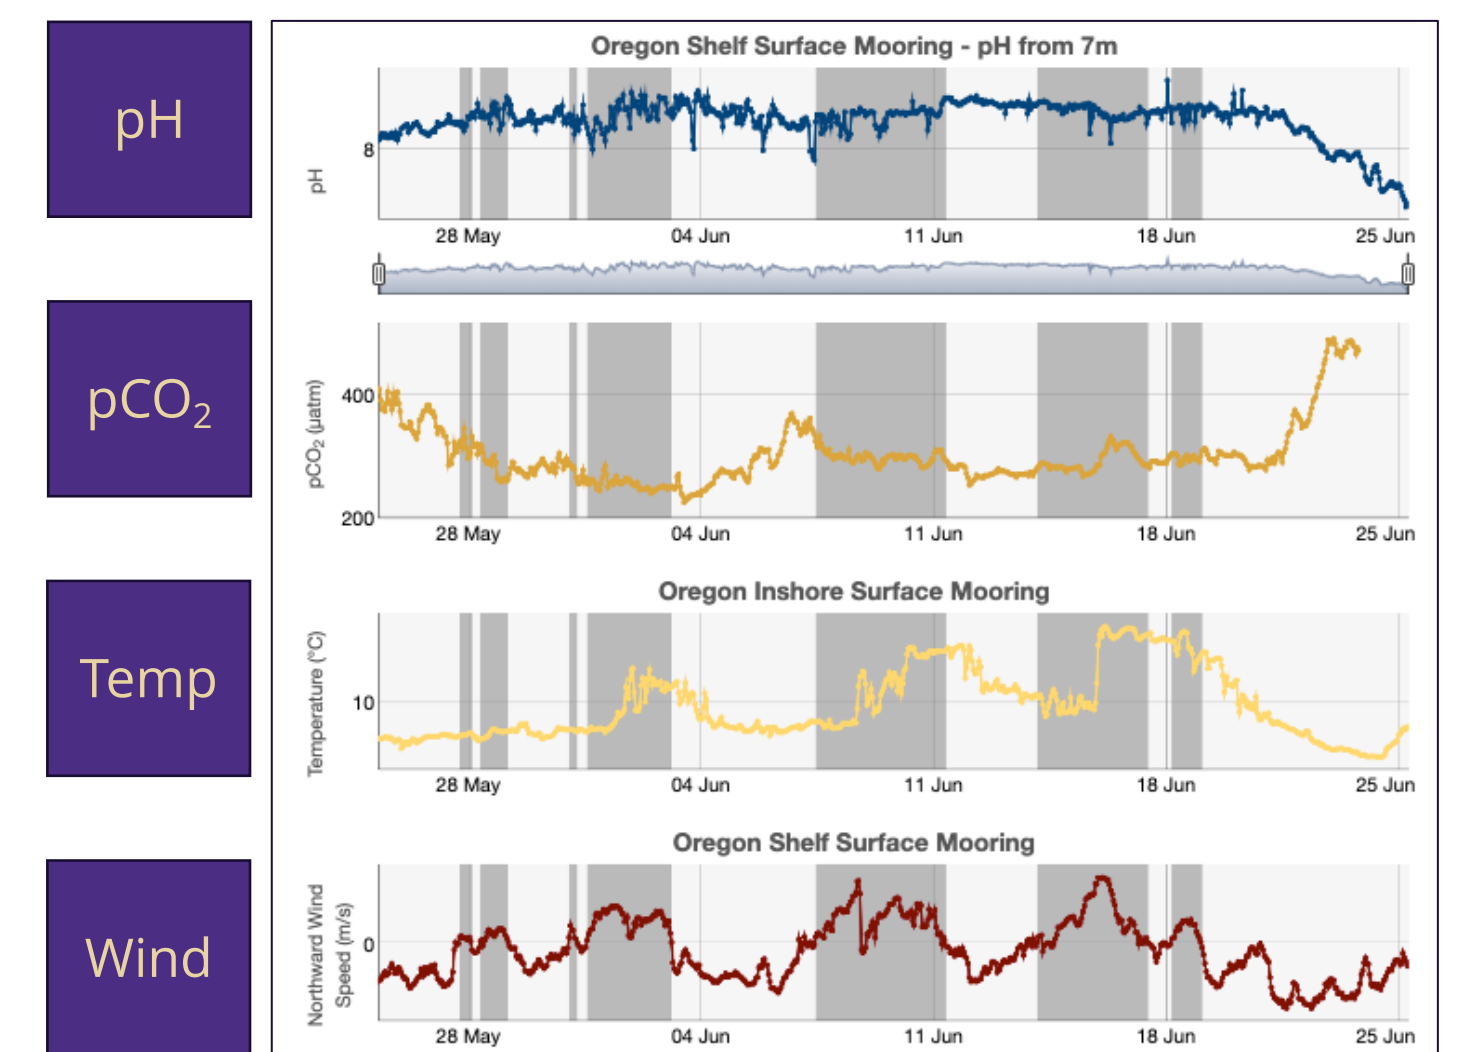 pH
Oregon Shelf Surface Mooring - pH from 7m
pH
8
28 May 04 Jun 11 Jun 18 Jun 25 Jun
pCO₂
pCO₂ (µatm)
400
200
28 May 04 Jun 11 Jun 18 Jun 25 Jun
Temp
Oregon Inshore Surface Mooring
Temperature (°C)
10
28 May 04 Jun 11 Jun 18 Jun 25 Jun
Wind
Oregon Shelf Surface Mooring
Northward Wind
Speed (m/s)
0
28 May 04 Jun 11 Jun 18 Jun 25 Jun